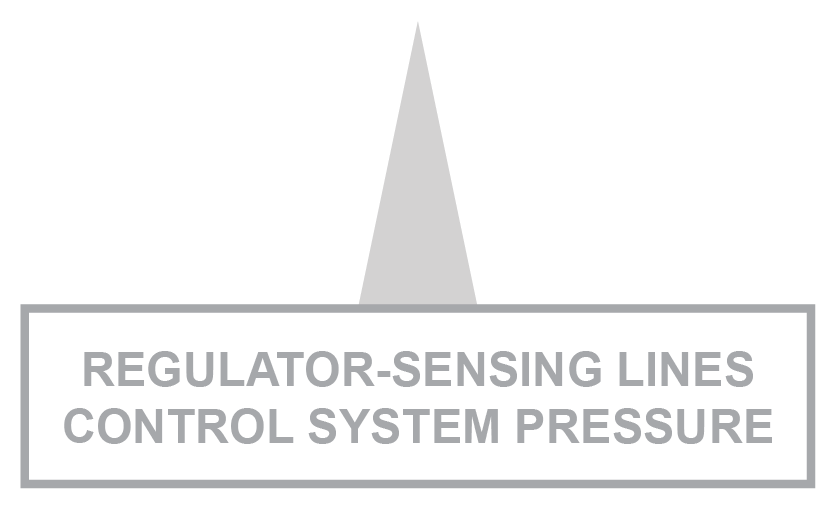 REGULATOR-SENSING LINES
CONTROL SYSTEM PRESSURE